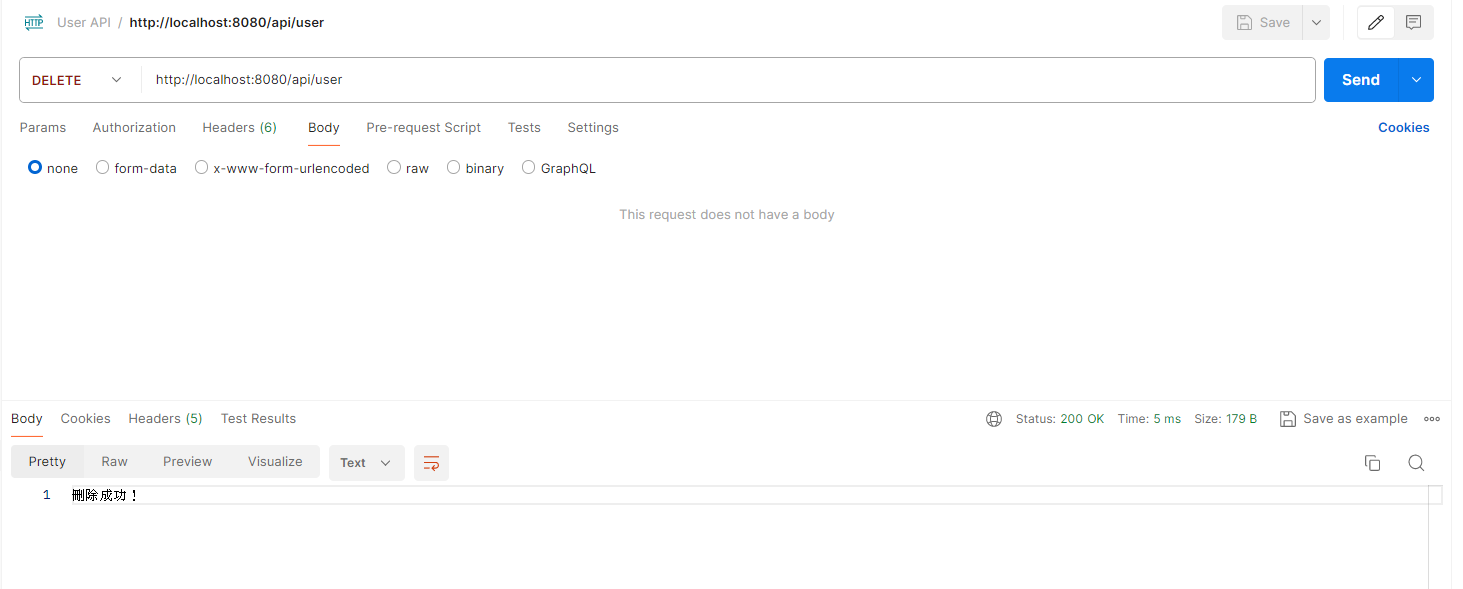 HTTP User API / http://localhost:8080/api/user Save
DELETE http://localhost:8080/api/user Send
Params Authorization Headers (6) Body Pre-request Script Tests Settings Cookies
none form-data x-www-form-urlencoded raw binary GraphQL
This request does not have a body
Body Cookies Headers (5) Test Results Status: 200 OK Time: 5 ms Size: 179 B Save as example
Pretty Raw Preview Visualize Text
1 刪除成功！